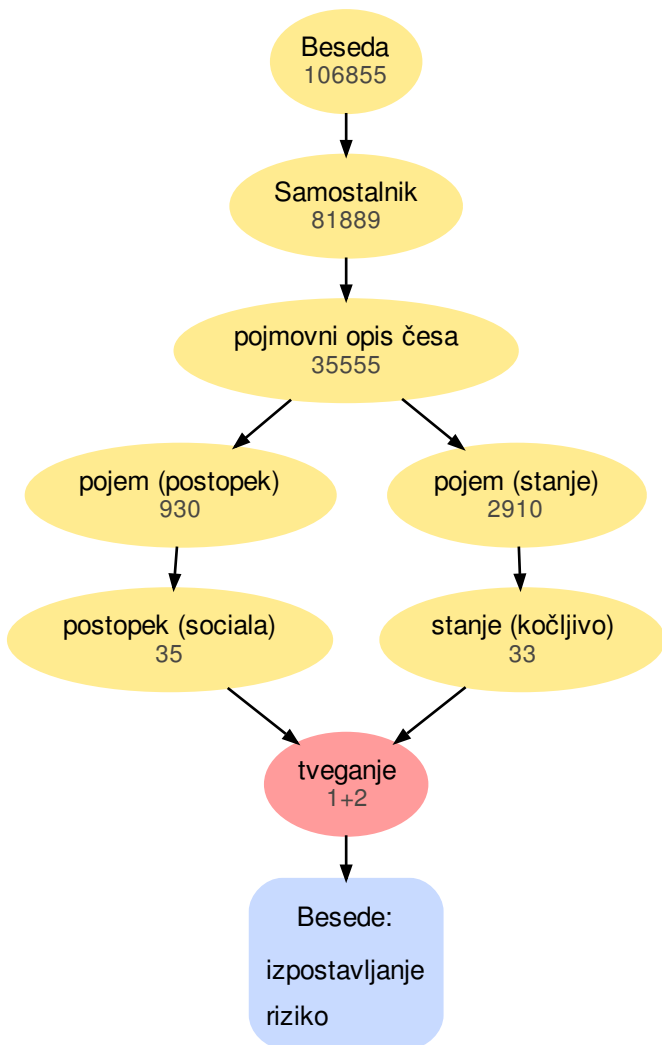 Beseda
106855
Samostalnik
81889
pojmovni opis česa
35555
pojem (postopek)
930
pojem (stanje)
2910
postopek (sociala)
35
stanje (kočljivo)
33
tveganje
1+2
Besede:
izpostavljanje
riziko